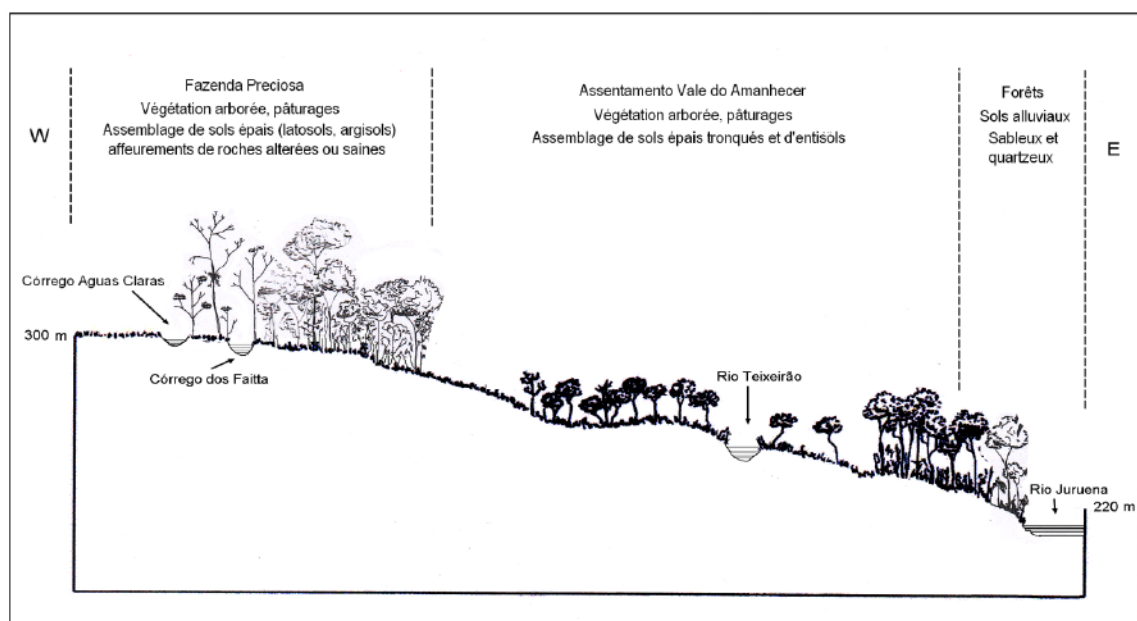 Fazenda Preciosa
Végétation arborée, pâturages
Assemblage de sols épais (latosols, argisols)
affeurements de roches alterées ou saines
Assentamento Vale do Amanhecer
Végétation arborée, pâturages
Assemblage de sols épais tronqués et d'entisols
Forêts
Sols alluviaux
Sableux et
quartzeux
W
E
Córrego Aguas Claras
300 m
Córrego dos Faitta
Rio Teixeirão
Rio Juruena
220 m